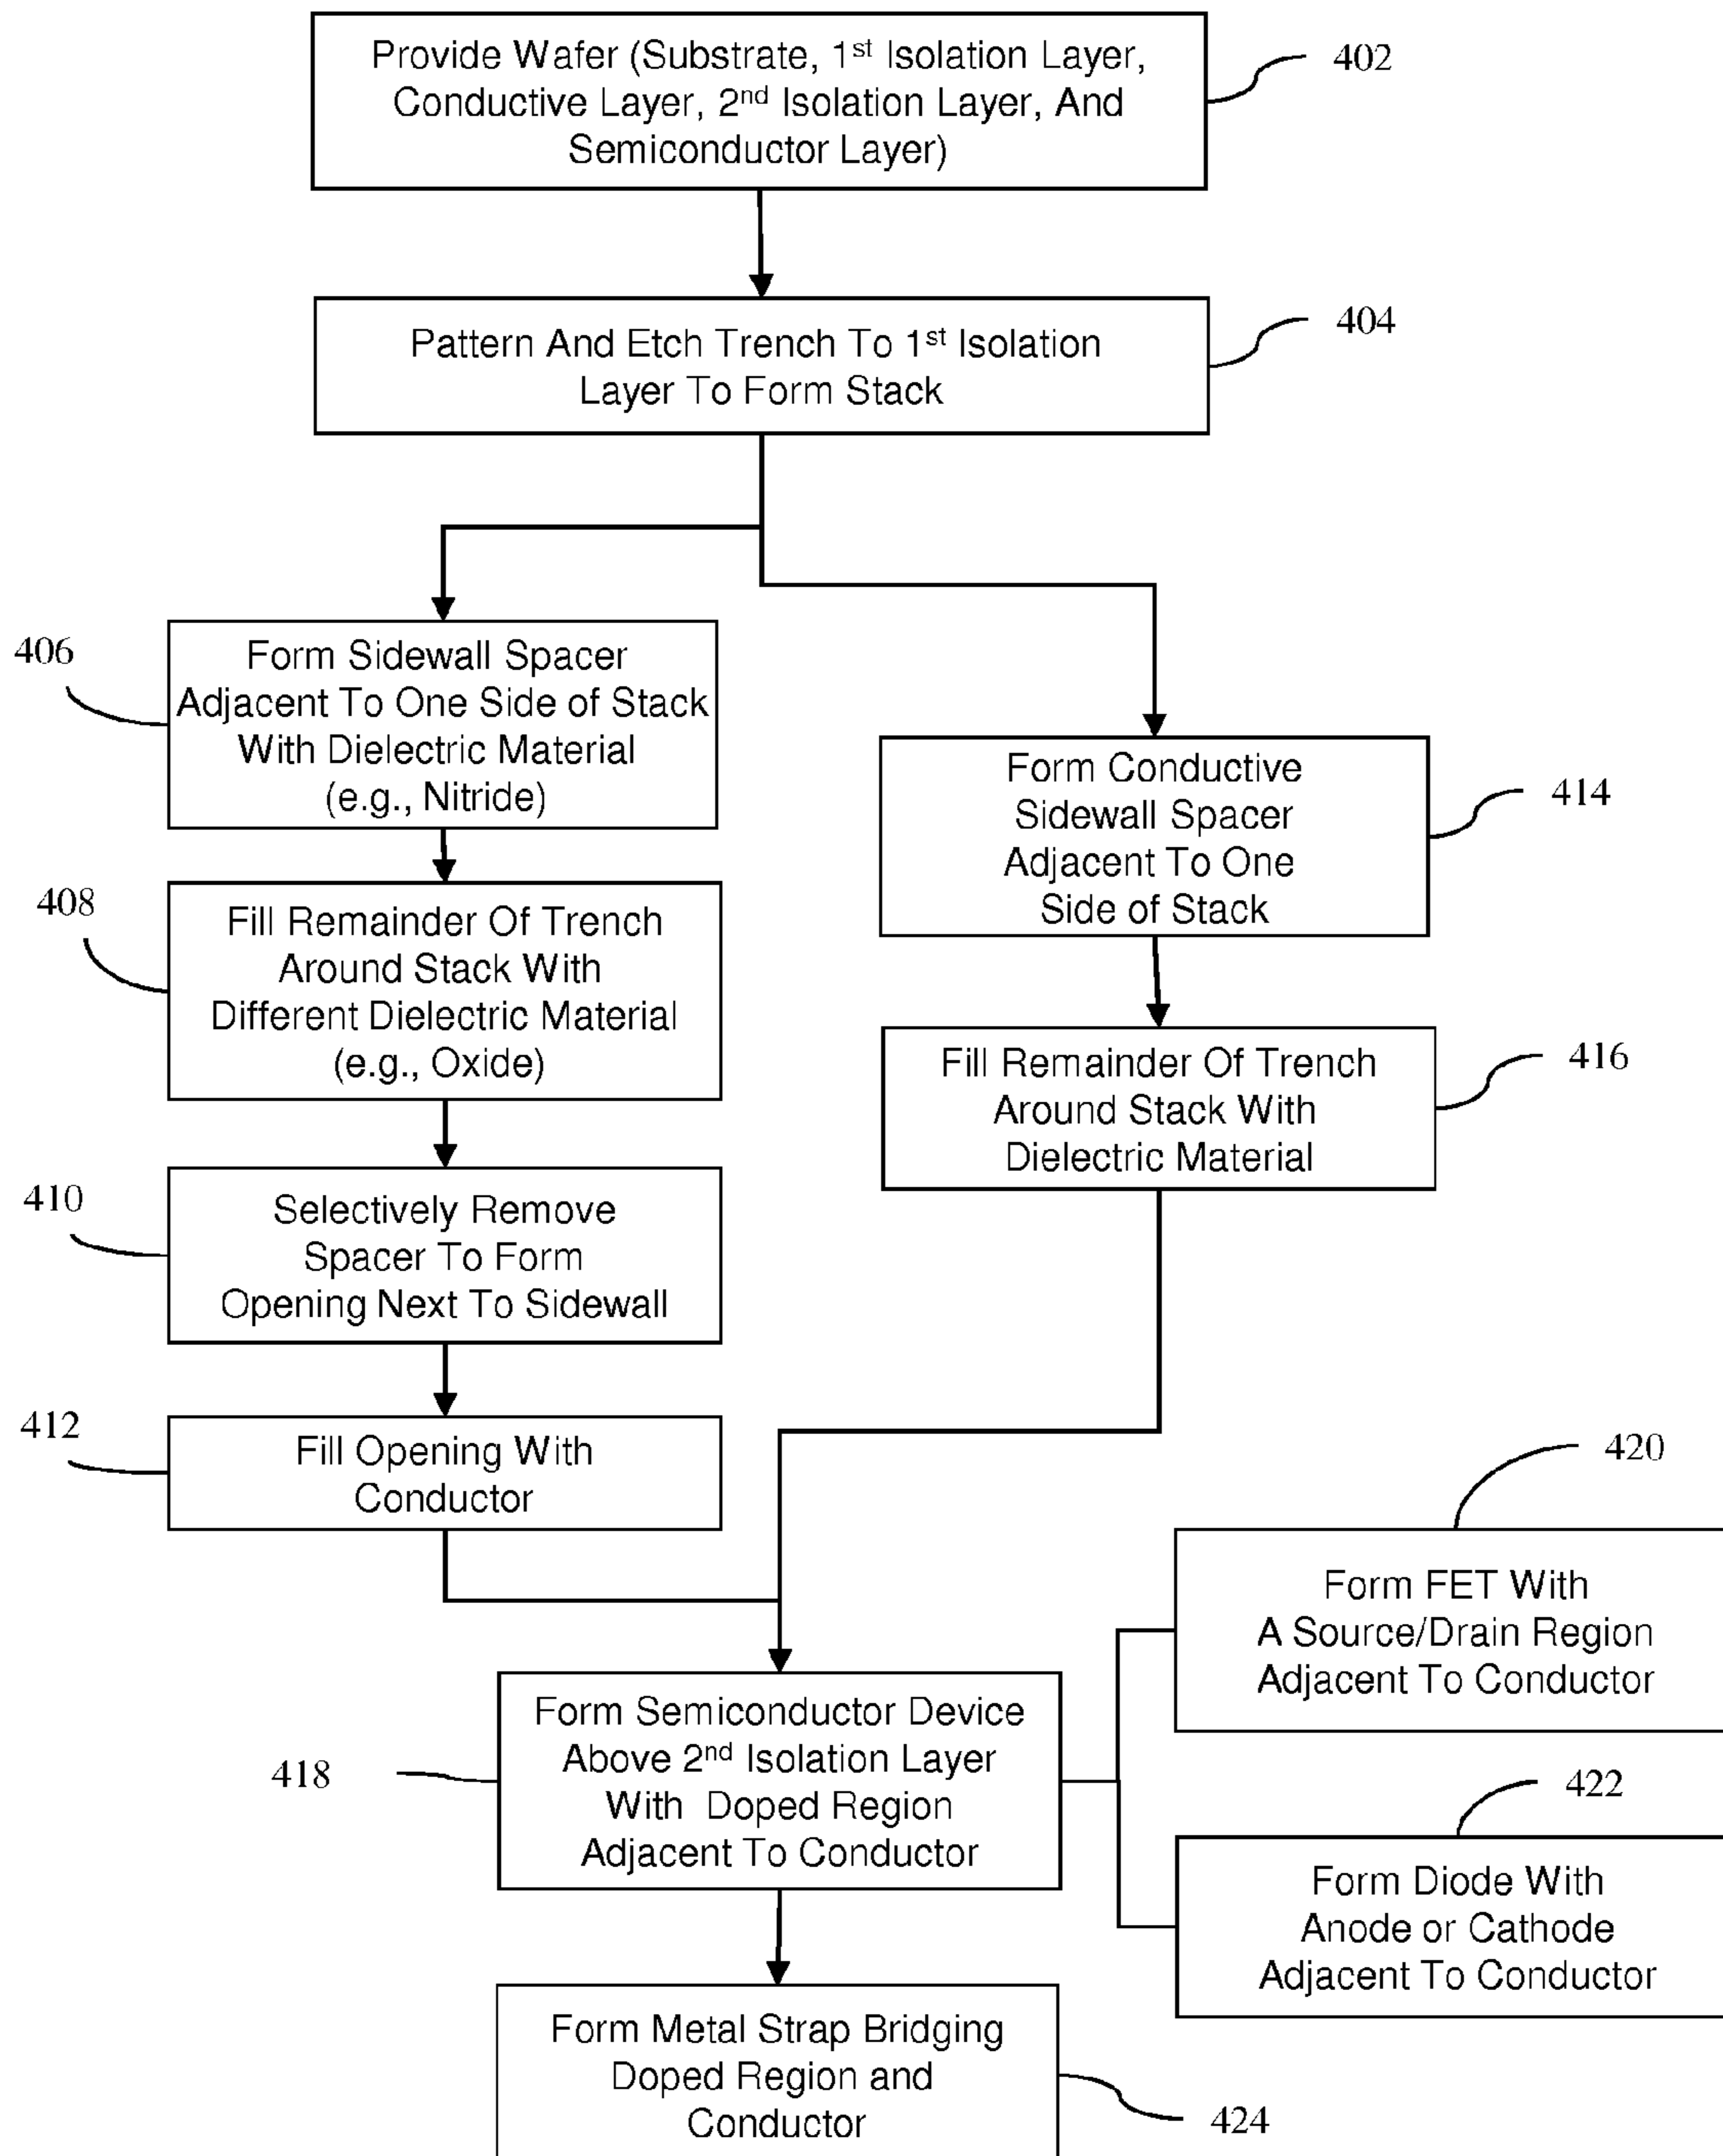 Provide Wafer (Substrate, 1st Isolation Layer,
Conductive Layer, 2nd Isolation Layer, And
Semiconductor Layer)
402
Pattern And Etch Trench To 1st Isolation
Layer To Form Stack
404
406
Form Sidewall Spacer
Adjacent To One Side of Stack
With Dielectric Material
(e.g., Nitride)
Form Conductive
Sidewall Spacer
Adjacent To One
Side of Stack
414
408
Fill Remainder Of Trench
Around Stack With
Different Dielectric Material
(e.g., Oxide)
Fill Remainder Of Trench
Around Stack With
Dielectric Material
416
410
Selectively Remove
Spacer To Form
Opening Next To Sidewall
412
Fill Opening With
Conductor
420
Form FET With
A Source/Drain Region
Adjacent To Conductor
418
Form Semiconductor Device
Above 2nd Isolation Layer
With Doped Region
Adjacent To Conductor
422
Form Diode With
Anode or Cathode
Adjacent To Conductor
Form Metal Strap Bridging
Doped Region and
Conductor
424